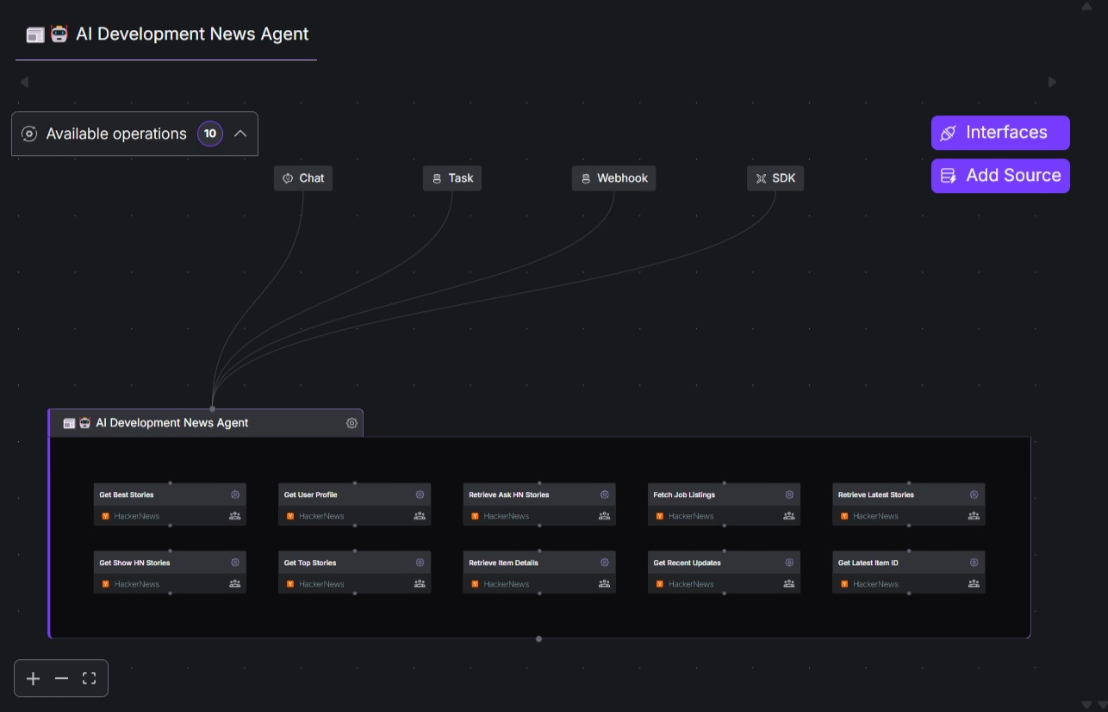 AI Development News Agent
Available operations 10
Interfaces
Add Source
Chat
Task
Webhook
SDK
AI Development News Agent
Get Best Stories
HackerNews
Get User Profile
HackerNews
Retrieve Ask HN Stories
HackerNews
Fetch Job Listings
HackerNews
Retrieve Latest Stories
HackerNews
Get Show HN Stories
HackerNews
Get Top Stories
HackerNews
Retrieve Item Details
HackerNews
Get Recent Updates
HackerNews
Get Latest Item ID
HackerNews